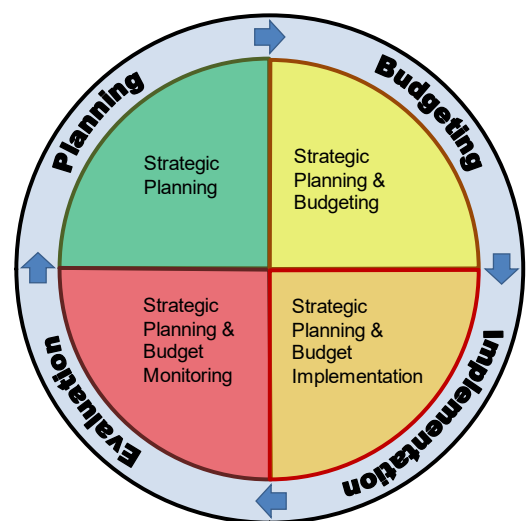 Planning
Budgeting
Strategic
Planning
Strategic
Planning &
Budgeting
Strategic
Planning &
Budget
Monitoring
Strategic
Planning &
Budget
Implementation
Evaluation
Implementation